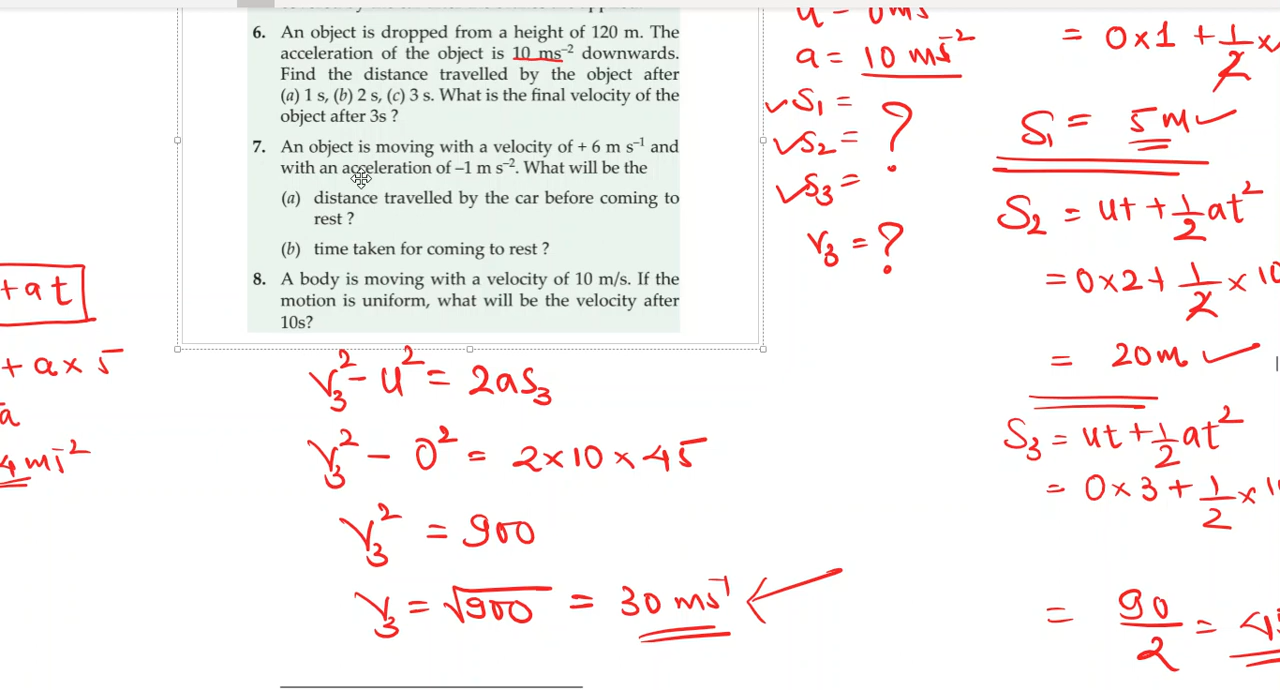 6. An object is dropped from a height of 120 m. The
acceleration of the object is 10 ms⁻² downwards.
Find the distance travelled by the object after
(a) 1 s, (b) 2 s, (c) 3 s. What is the final velocity of the
object after 3s ?
7. An object is moving with a velocity of + 6 m s⁻¹ and
with an acceleration of –1 m s⁻². What will be the
(a) distance travelled by the car before coming to
rest ?
(b) time taken for coming to rest ?
8. A body is moving with a velocity of 10 m/s. If the
motion is uniform, what will be the velocity after
10s?
+at
+ a × 5
a
4 ms⁻²
V₃² – u² = 2as₃
V₃² – 0² = 2×10×45
V₃² = 900
V₃ = √900 = 30 ms⁻¹
a = 10 ms⁻²
✓S₁ =
✓S₂ = ?
✓S₃ =
V₃ = ?
= 0×1 + 1/2 ×
S₁ = 5m ✓
S₂ = ut + 1/2 at²
= 0×2 + 1/2 × 10
= 20m ✓
S₃ = ut + 1/2 at²
= 0×3 + 1/2 × 1
= 90/2 =